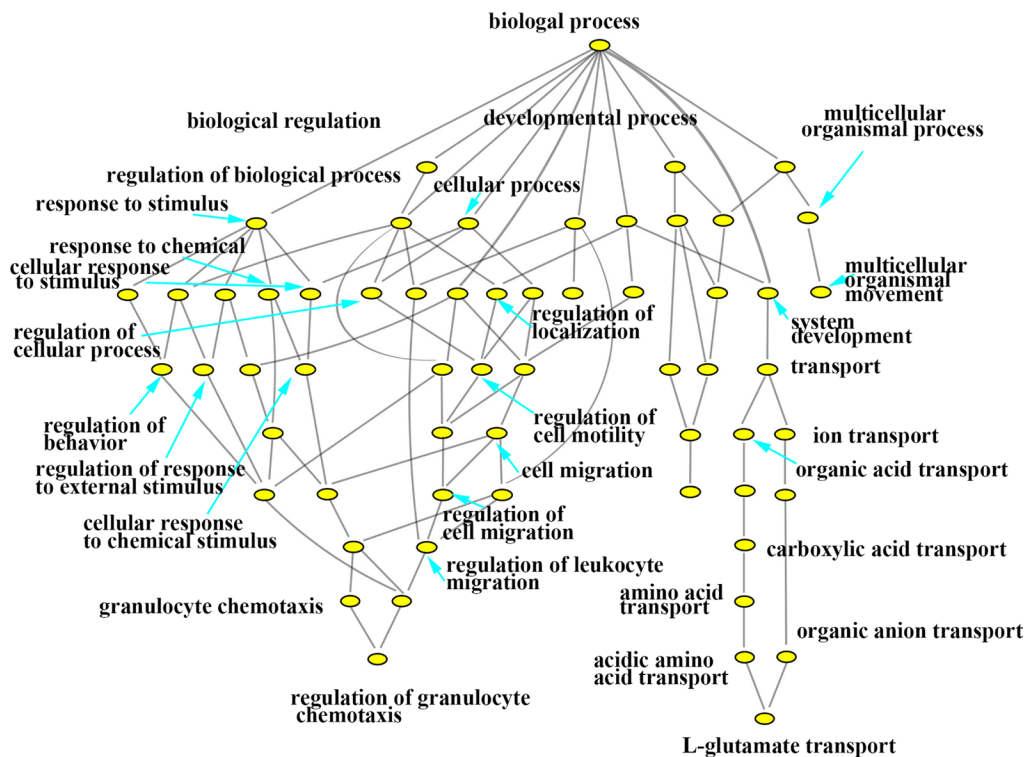 biologal process
biological regulation
developmental process
multicellular
organismal process
regulation of biological process
cellular process
response to stimulus
response to chemical
cellular response
to stimulus
regulation of
cellular process
regulation of
localization
multicellular
organismal
movement
system
development
transport
regulation of
behavior
regulation of response
to external stimulus
cellular response
to chemical stimulus
regulation of
cell motility
cell migration
ion transport
organic acid transport
regulation of
cell migration
regulation of leukocyte
migration
carboxylic acid transport
granulocyte chemotaxis
amino acid
transport
organic anion transport
acidic amino
acid transport
regulation of granulocyte
chemotaxis
L-glutamate transport